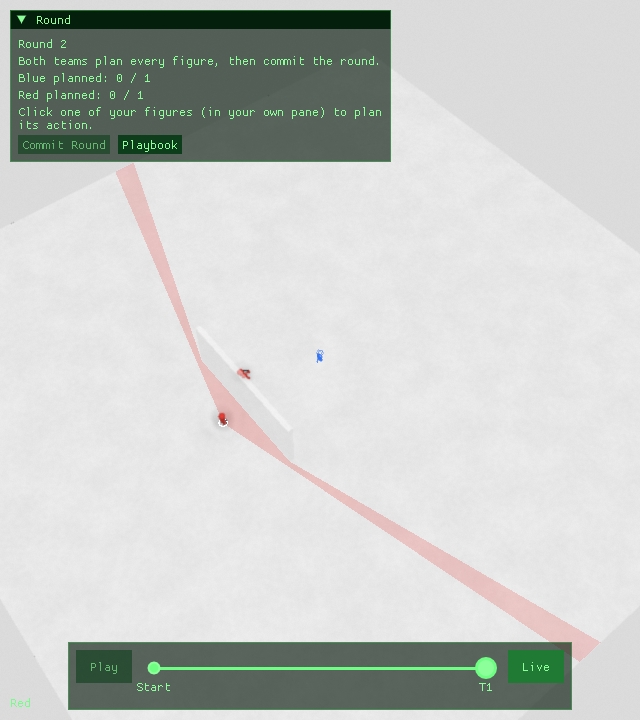 Round
Round 2
Both teams plan every figure, then commit the round.
Blue planned: 0 / 1
Red planned: 0 / 1
Click one of your figures (in your own pane) to plan
its action.
Commit Round
Playbook
Play
Start
T1
Live
Red